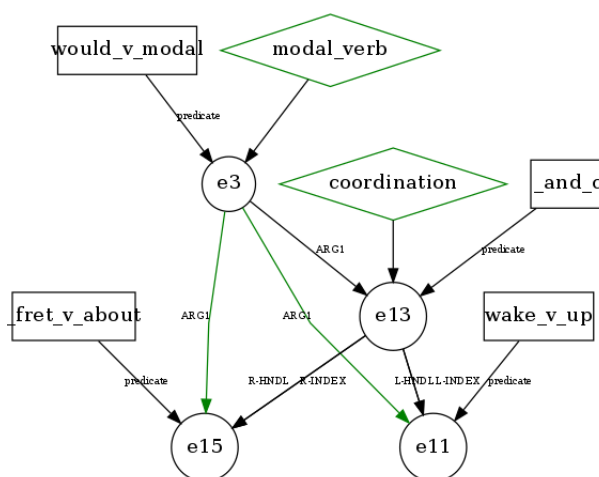 would_v_modal
modal_verb
predicate
e3
coordination
_and_c
ARG1
predicate
_fret_v_about
ARG1
ARG1
e13
wake_v_up
predicate
R-HNDL
R-INDEX
L-HNDL
L-INDEX
predicate
e15
e11